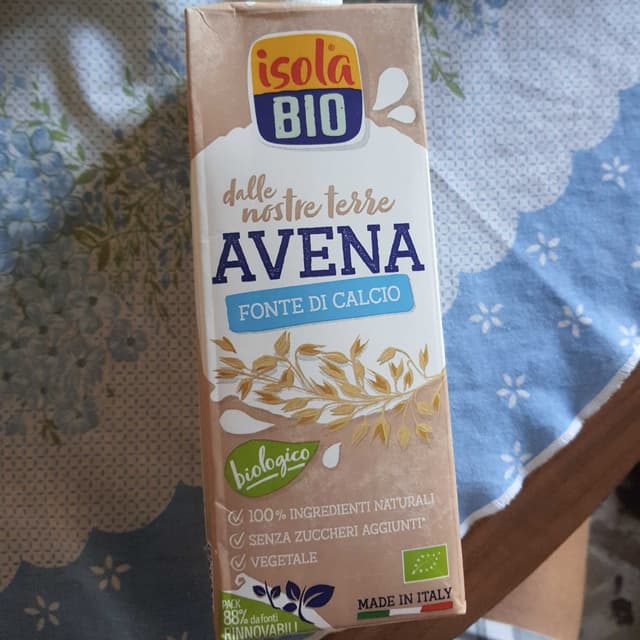 isola
BIO
dalle
nostre terre
AVENA
FONTE DI CALCIO
biologico
100% INGREDIENTI NATURALI
SENZA ZUCCHERI AGGIUNTI*
VEGETALE
PACK
88% da fonti
RINNOVABILI
MADE IN ITALY